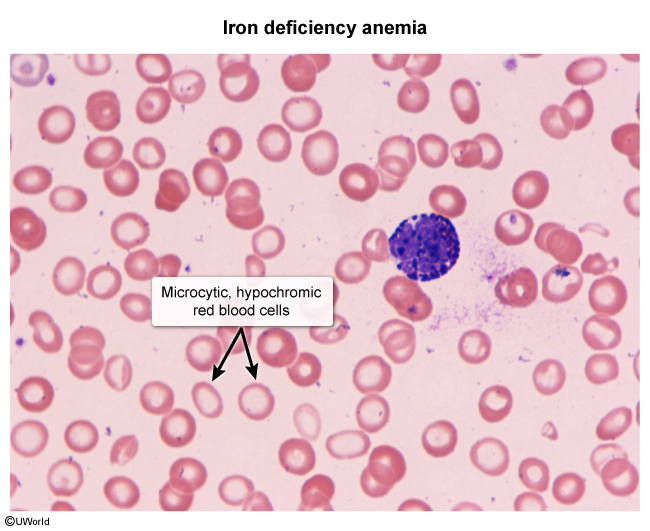 Iron deficiency anemia
Microcytic, hypochromic
red blood cells
©UWorld